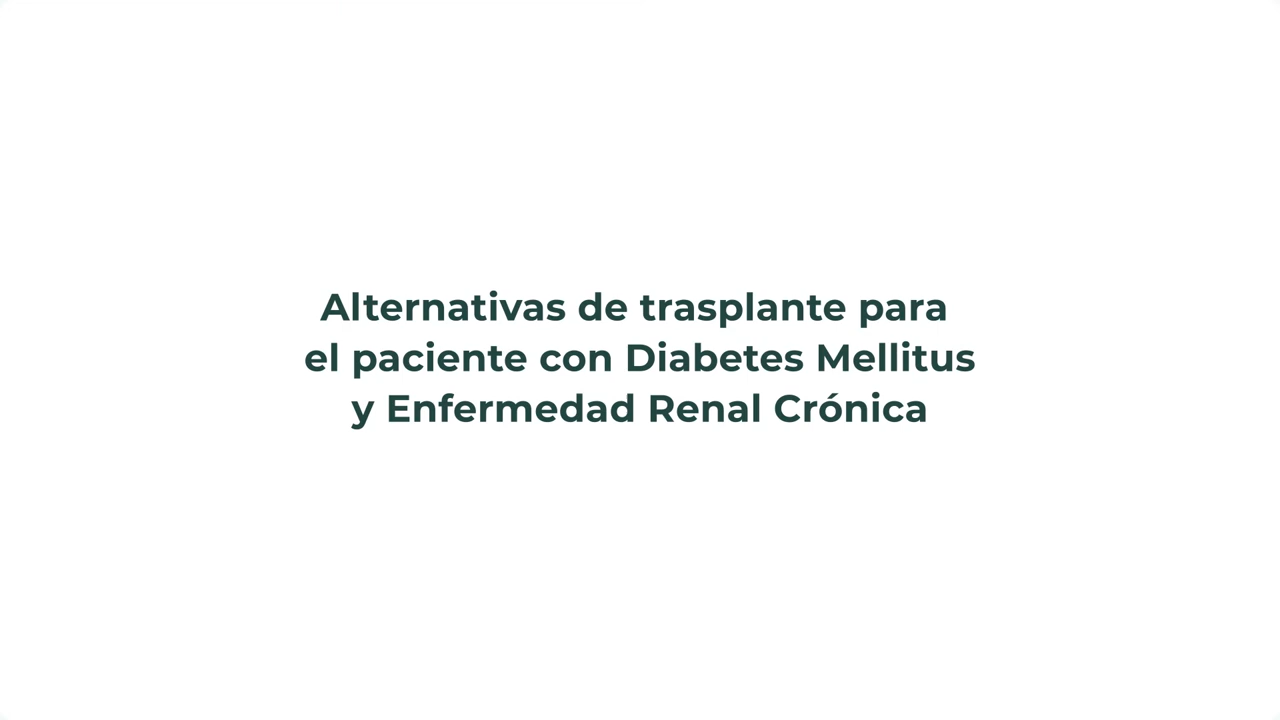 Alternativas de trasplante para
el paciente con Diabetes Mellitus
y Enfermedad Renal Crónica